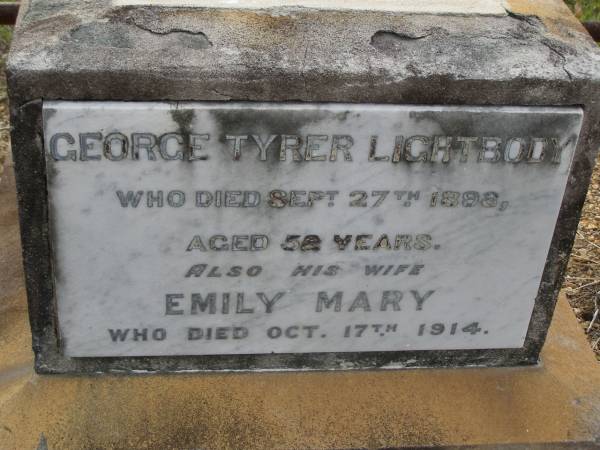 GEORGE TYRER LIGHTBODY
WHO DIED SEPT. 27TH 1898,
AGED 58 YEARS.
ALSO HIS WIFE
EMILY MARY
WHO DIED OCT. 17TH 1914.